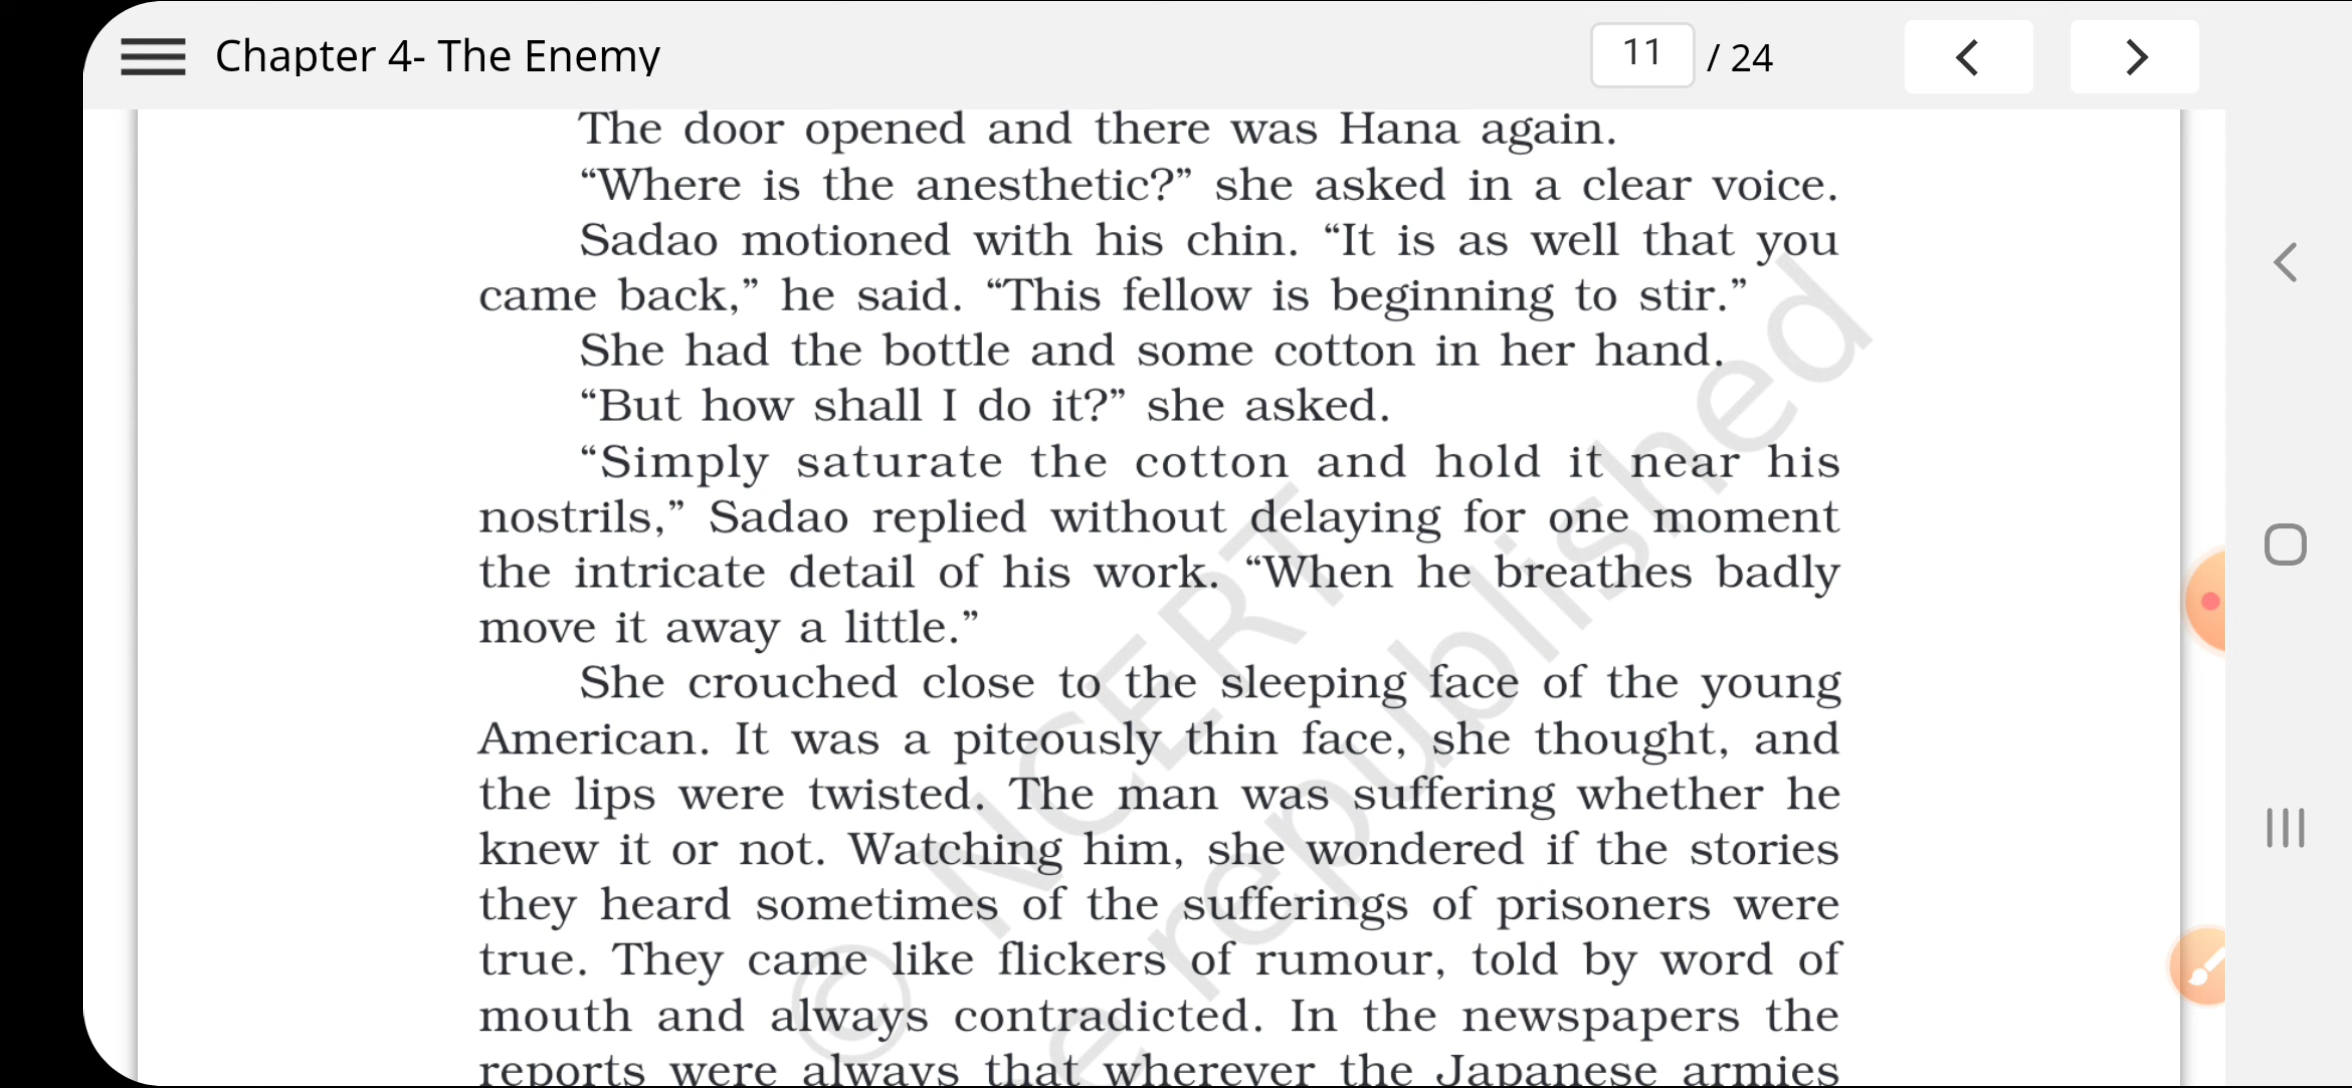 Chapter 4- The Enemy
11 / 24
The door opened and there was Hana again.
“Where is the anesthetic?” she asked in a clear voice.
Sadao motioned with his chin. “It is as well that you
came back,” he said. “This fellow is beginning to stir.”
She had the bottle and some cotton in her hand.
“But how shall I do it?” she asked.
“Simply saturate the cotton and hold it near his
nostrils,” Sadao replied without delaying for one moment
the intricate detail of his work. “When he breathes badly
move it away a little.”
She crouched close to the sleeping face of the young
American. It was a piteously thin face, she thought, and
the lips were twisted. The man was suffering whether he
knew it or not. Watching him, she wondered if the stories
they heard sometimes of the sufferings of prisoners were
true. They came like flickers of rumour, told by word of
mouth and always contradicted. In the newspapers the
reports were always that wherever the Japanese armies
© NCERT
e republished